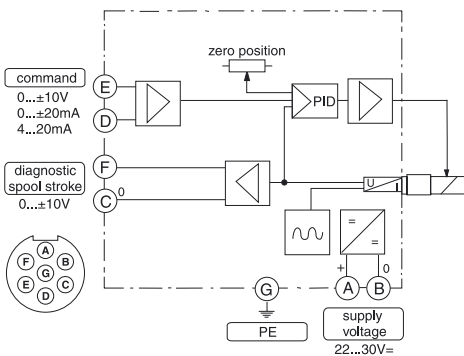 zero position
command
0...±10V
0...±20mA
4...20mA
E
D
PID
diagnostic
spool stroke
0...±10V
F
C
0
U
I
=
=
+
0
A
B
G
PE
supply
voltage
22...30V=
A
F
B
G
E
C
D